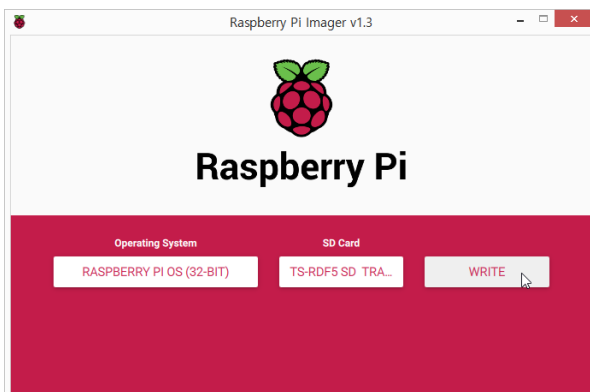 Raspberry Pi Imager v1.3
Raspberry Pi
Operating System
SD Card
RASPBERRY PI OS (32-BIT)
TS-RDF5 SD TRA...
WRITE